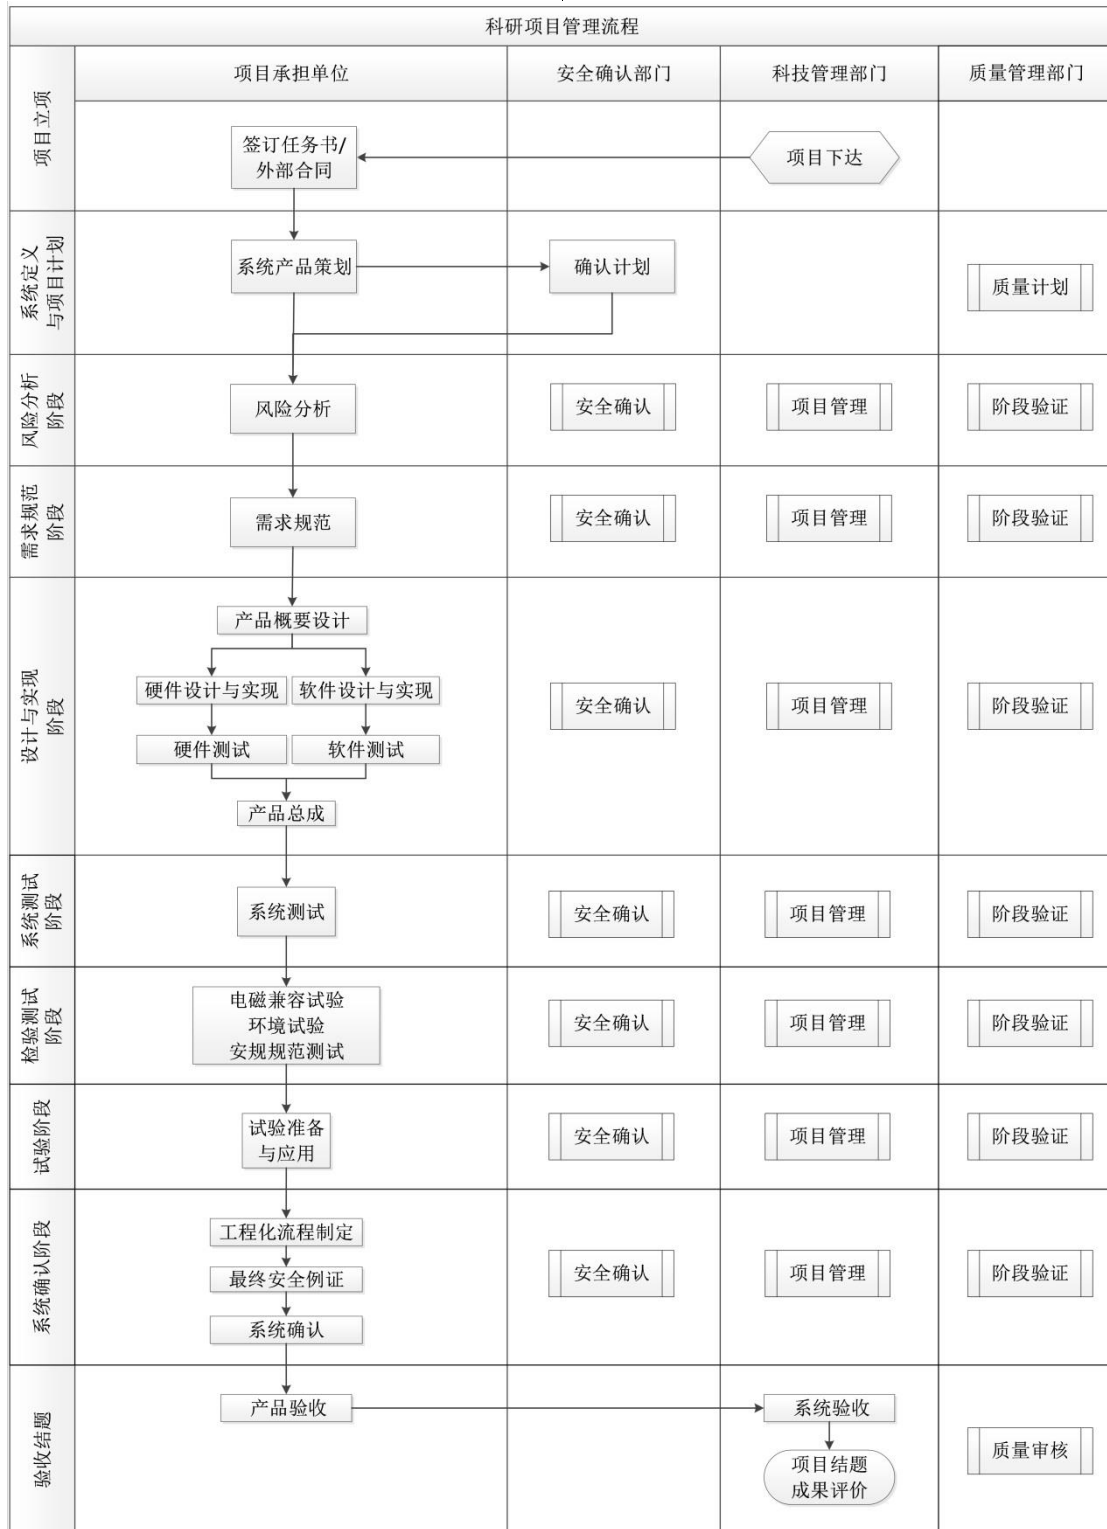 科研项目管理流程
项目立项
项目承担单位
安全确认部门
科技管理部门
质量管理部门
签订任务书/
外部合同
项目下达
系统定义
与项目计划
系统产品策划
确认计划
质量计划
风险分析
阶段
风险分析
安全确认
项目管理
阶段验证
需求规范
阶段
需求规范
安全确认
项目管理
阶段验证
设计与实现
阶段
产品概要设计
硬件设计与实现
软件设计与实现
硬件测试
软件测试
产品总成
安全确认
项目管理
阶段验证
系统测试
阶段
系统测试
安全确认
项目管理
阶段验证
检验测试
阶段
电磁兼容试验
环境试验
安规规范测试
安全确认
项目管理
阶段验证
试验阶段
试验准备
与应用
安全确认
项目管理
阶段验证
系统确认阶段
工程化流程制定
最终安全例证
系统确认
安全确认
项目管理
阶段验证
验收结题
产品验收
系统验收
项目结题
成果评价
质量审核